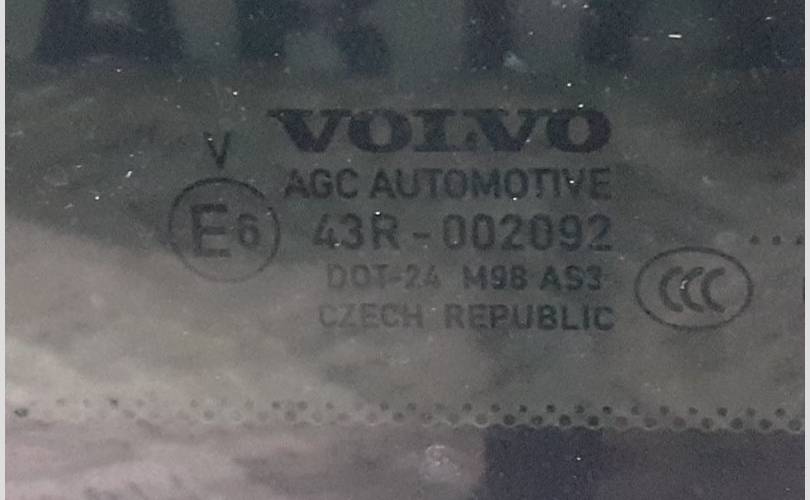 VOLVO
V
AGC AUTOMOTIVE
E6
43R-002092
DOT-24 M98 AS3
CCC
CZECH REPUBLIC